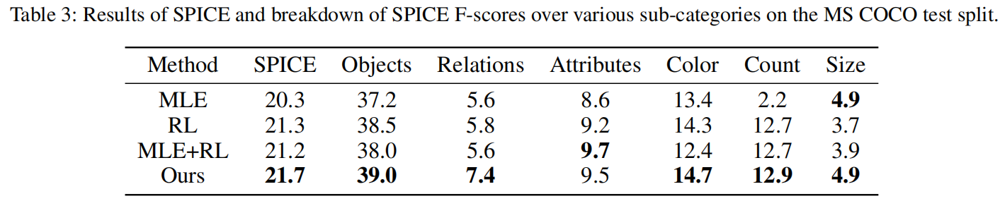 Table 3: Results of SPICE and breakdown of SPICE F-scores over various sub-categories on the MS COCO test split.
Method SPICE Objects Relations Attributes Color Count Size
MLE 20.3 37.2 5.6 8.6 13.4 2.2 4.9
RL 21.3 38.5 5.8 9.2 14.3 12.7 3.7
MLE+RL 21.2 38.0 5.6 9.7 12.4 12.7 3.9
Ours 21.7 39.0 7.4 9.5 14.7 12.9 4.9